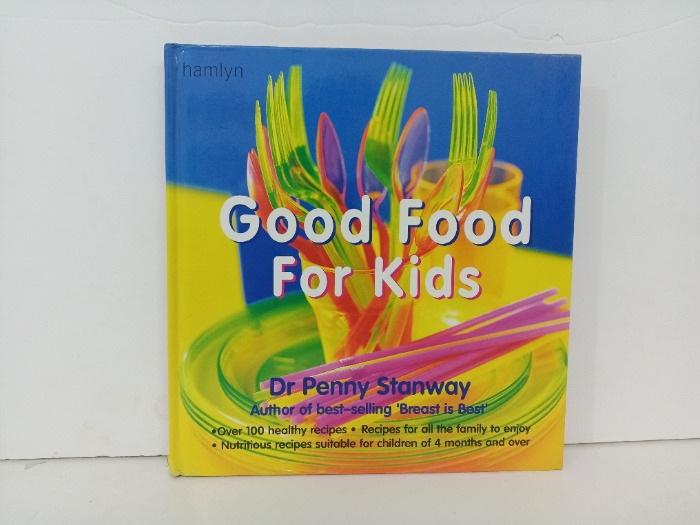 hamlyn
Good Food
For Kids
Dr Penny Stanway
Author of best-selling 'Breast is Best'
•Over 100 healthy recipes • Recipes for all the family to enjoy
• Nutritious recipes suitable for children of 4 months and over